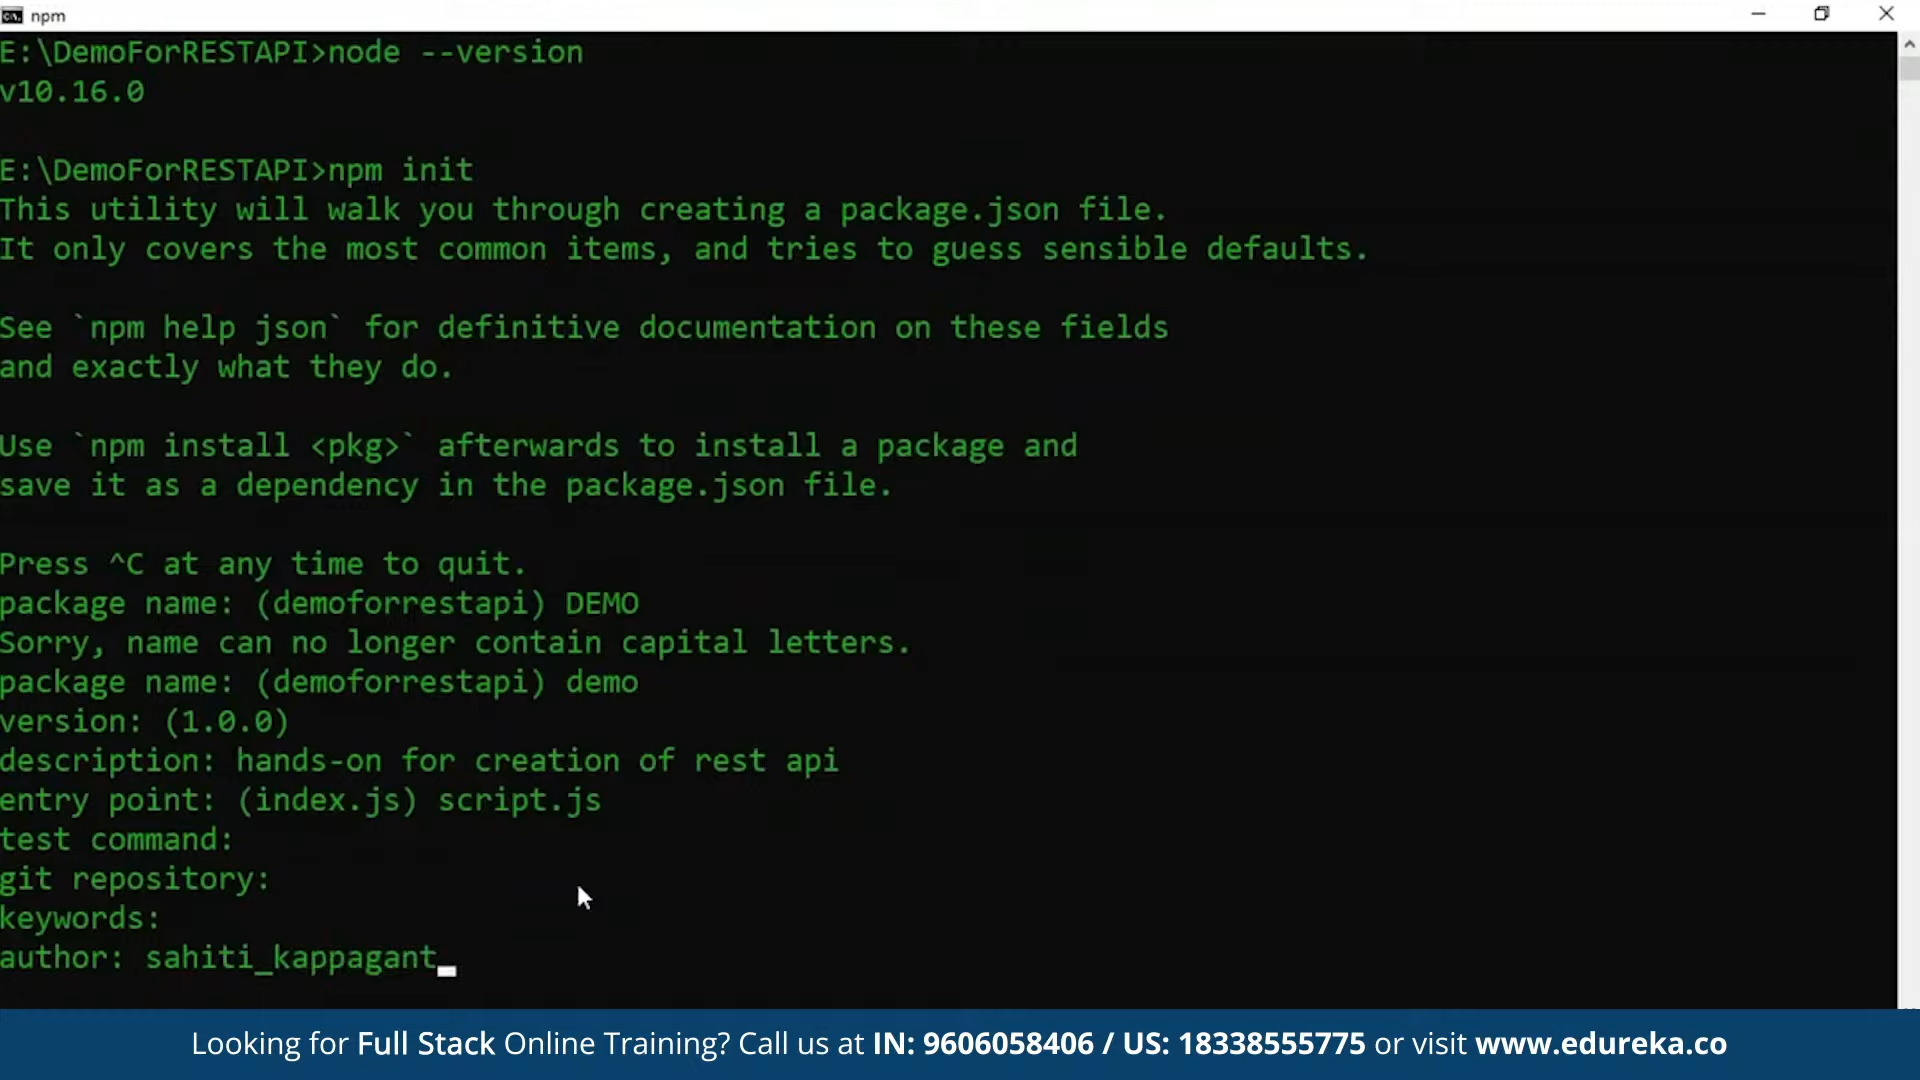 npm
E:\DemoForRESTAPI>node --version
v10.16.0
E:\DemoForRESTAPI>npm init
This utility will walk you through creating a package.json file.
It only covers the most common items, and tries to guess sensible defaults.
See `npm help json` for definitive documentation on these fields
and exactly what they do.
Use `npm install <pkg>` afterwards to install a package and
save it as a dependency in the package.json file.
Press ^C at any time to quit.
package name: (demoforrestapi) DEMO
Sorry, name can no longer contain capital letters.
package name: (demoforrestapi) demo
version: (1.0.0)
description: hands-on for creation of rest api
entry point: (index.js) script.js
test command:
git repository:
keywords:
author: sahiti_kappagant
Looking for Full Stack Online Training? Call us at IN: 9606058406 / US: 18338555775 or visit www.edureka.co